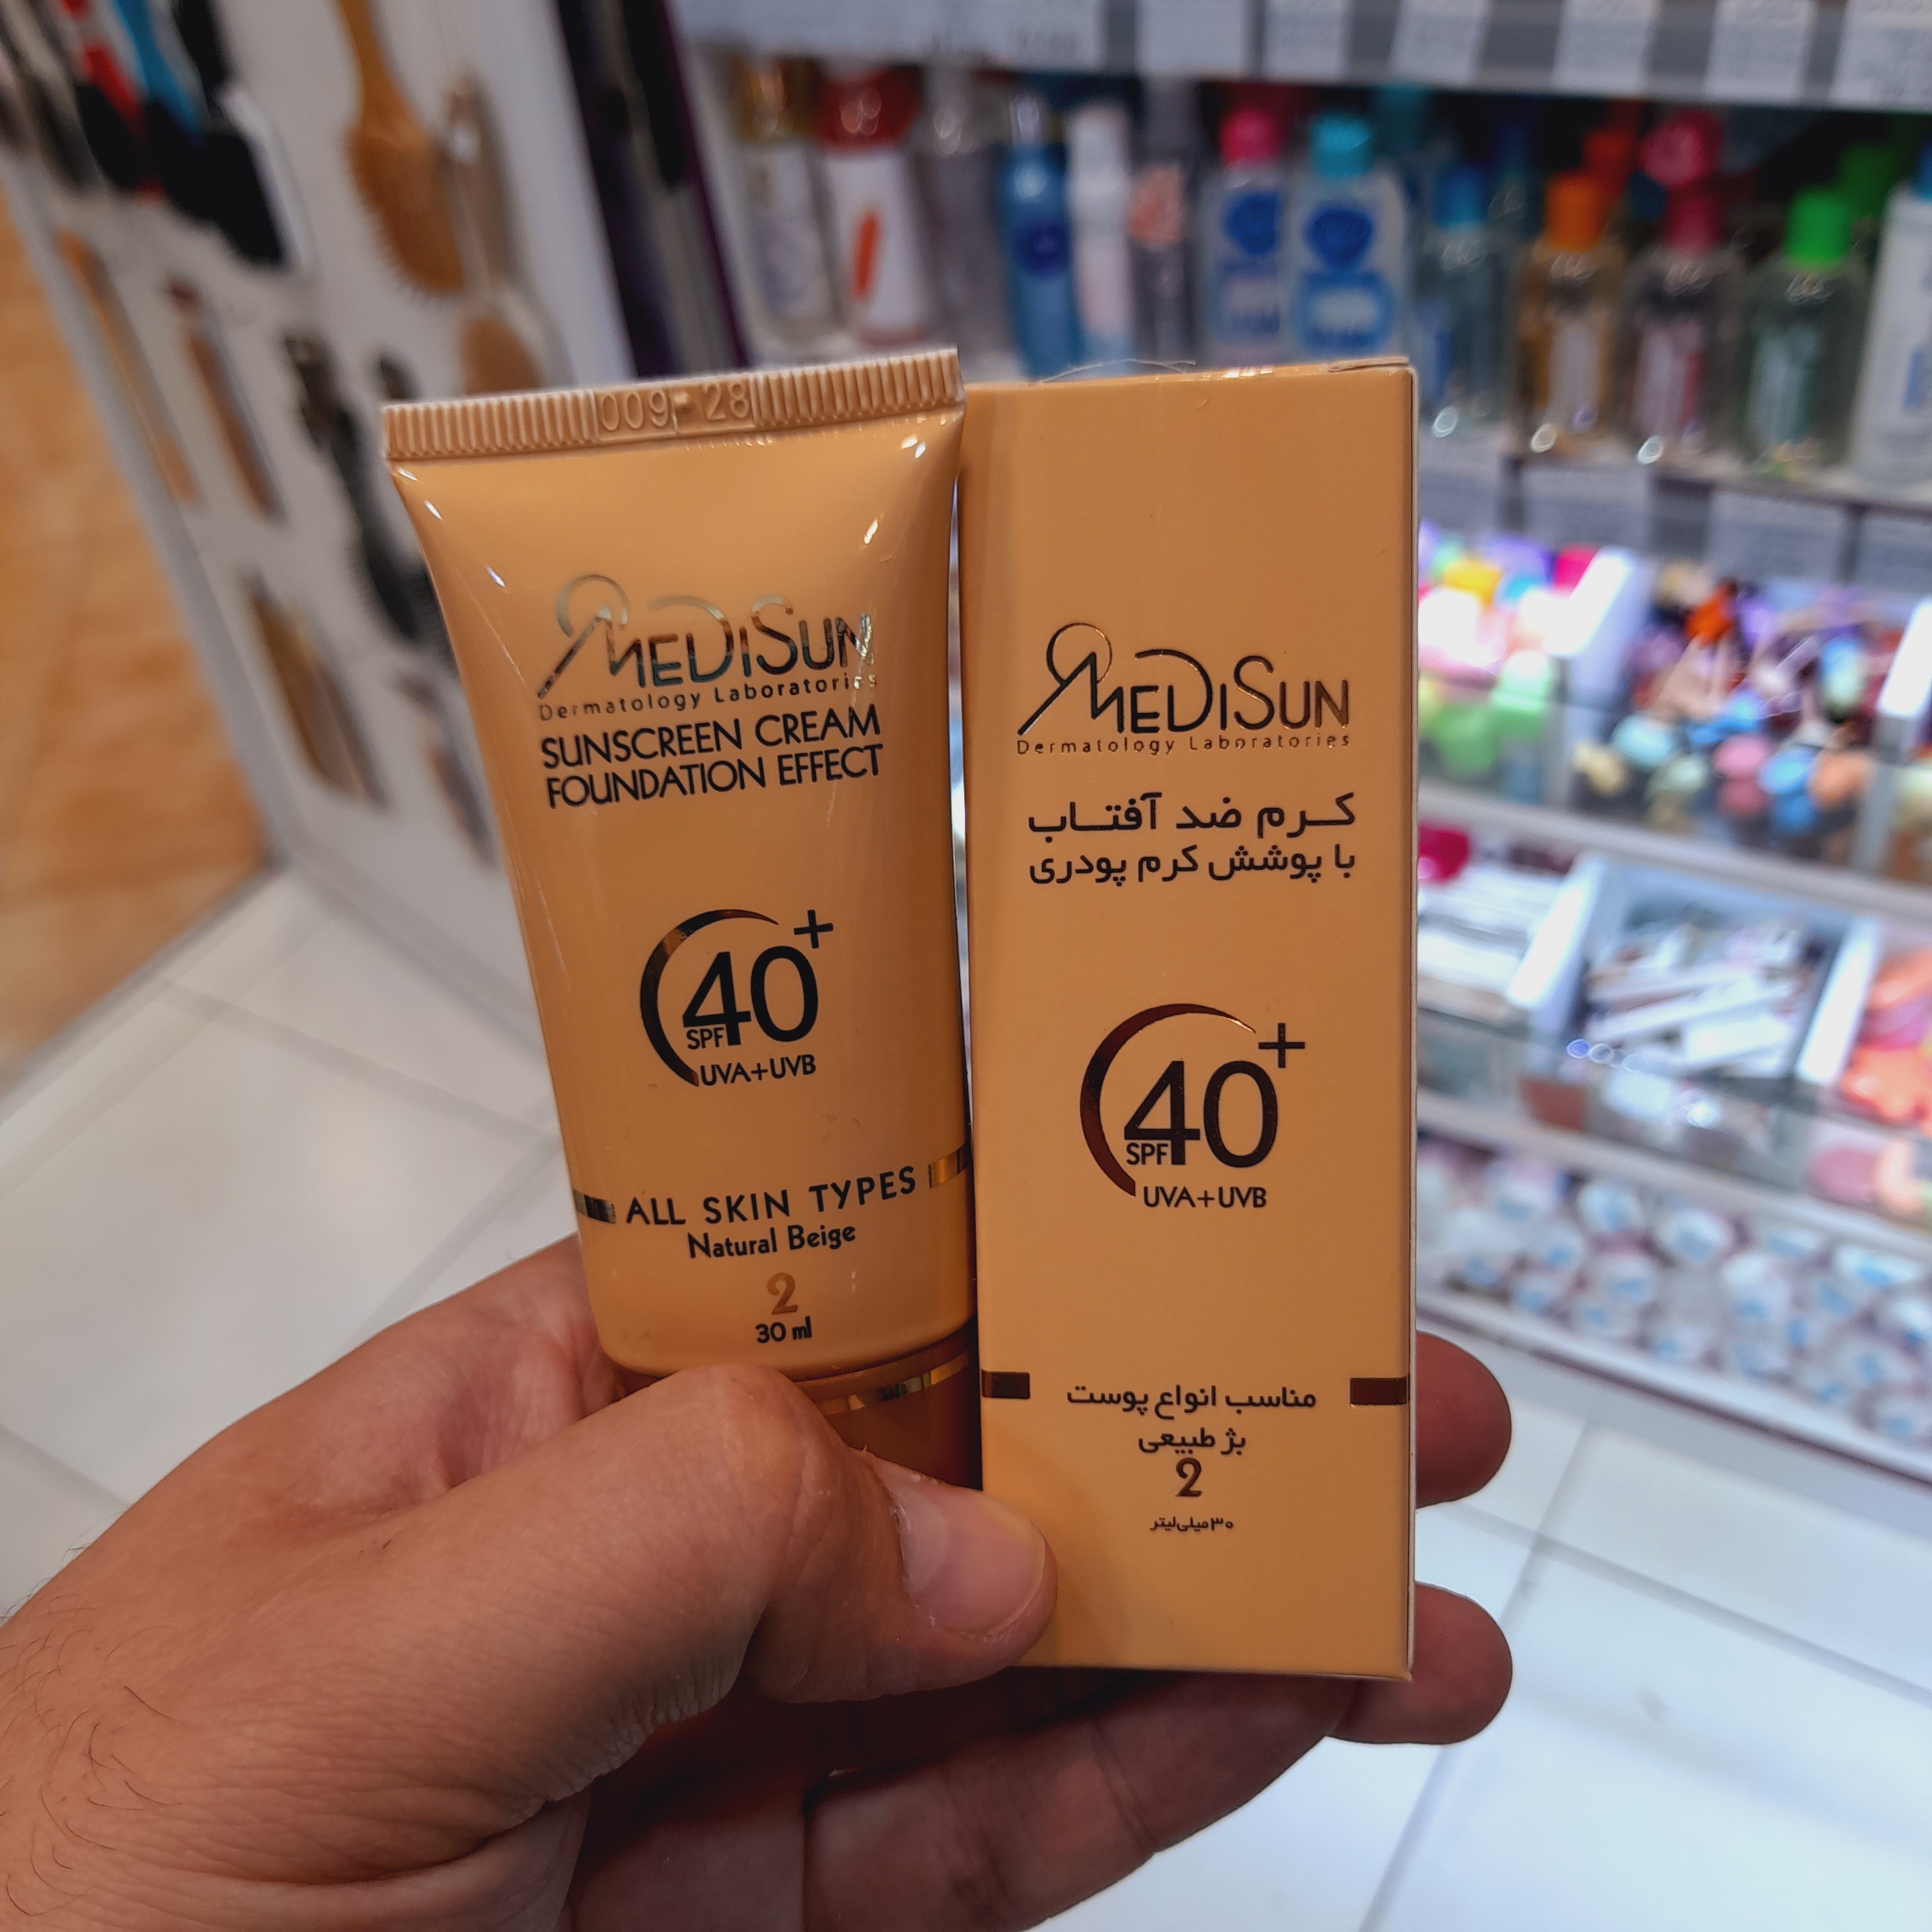 009-28
MEDISUN
Dermatology Laboratories
SUNSCREEN CREAM
FOUNDATION EFFECT
40+
SPF
UVA+UVB
ALL SKIN TYPES
Natural Beige
2
30 ml
MEDISUN
Dermatology Laboratories
کرم ضد آفتاب
با پوشش کرم پودری
40+
SPF
UVA+UVB
مناسب انواع پوست
بژ طبیعی
2
۳۰میلی‌لیتر